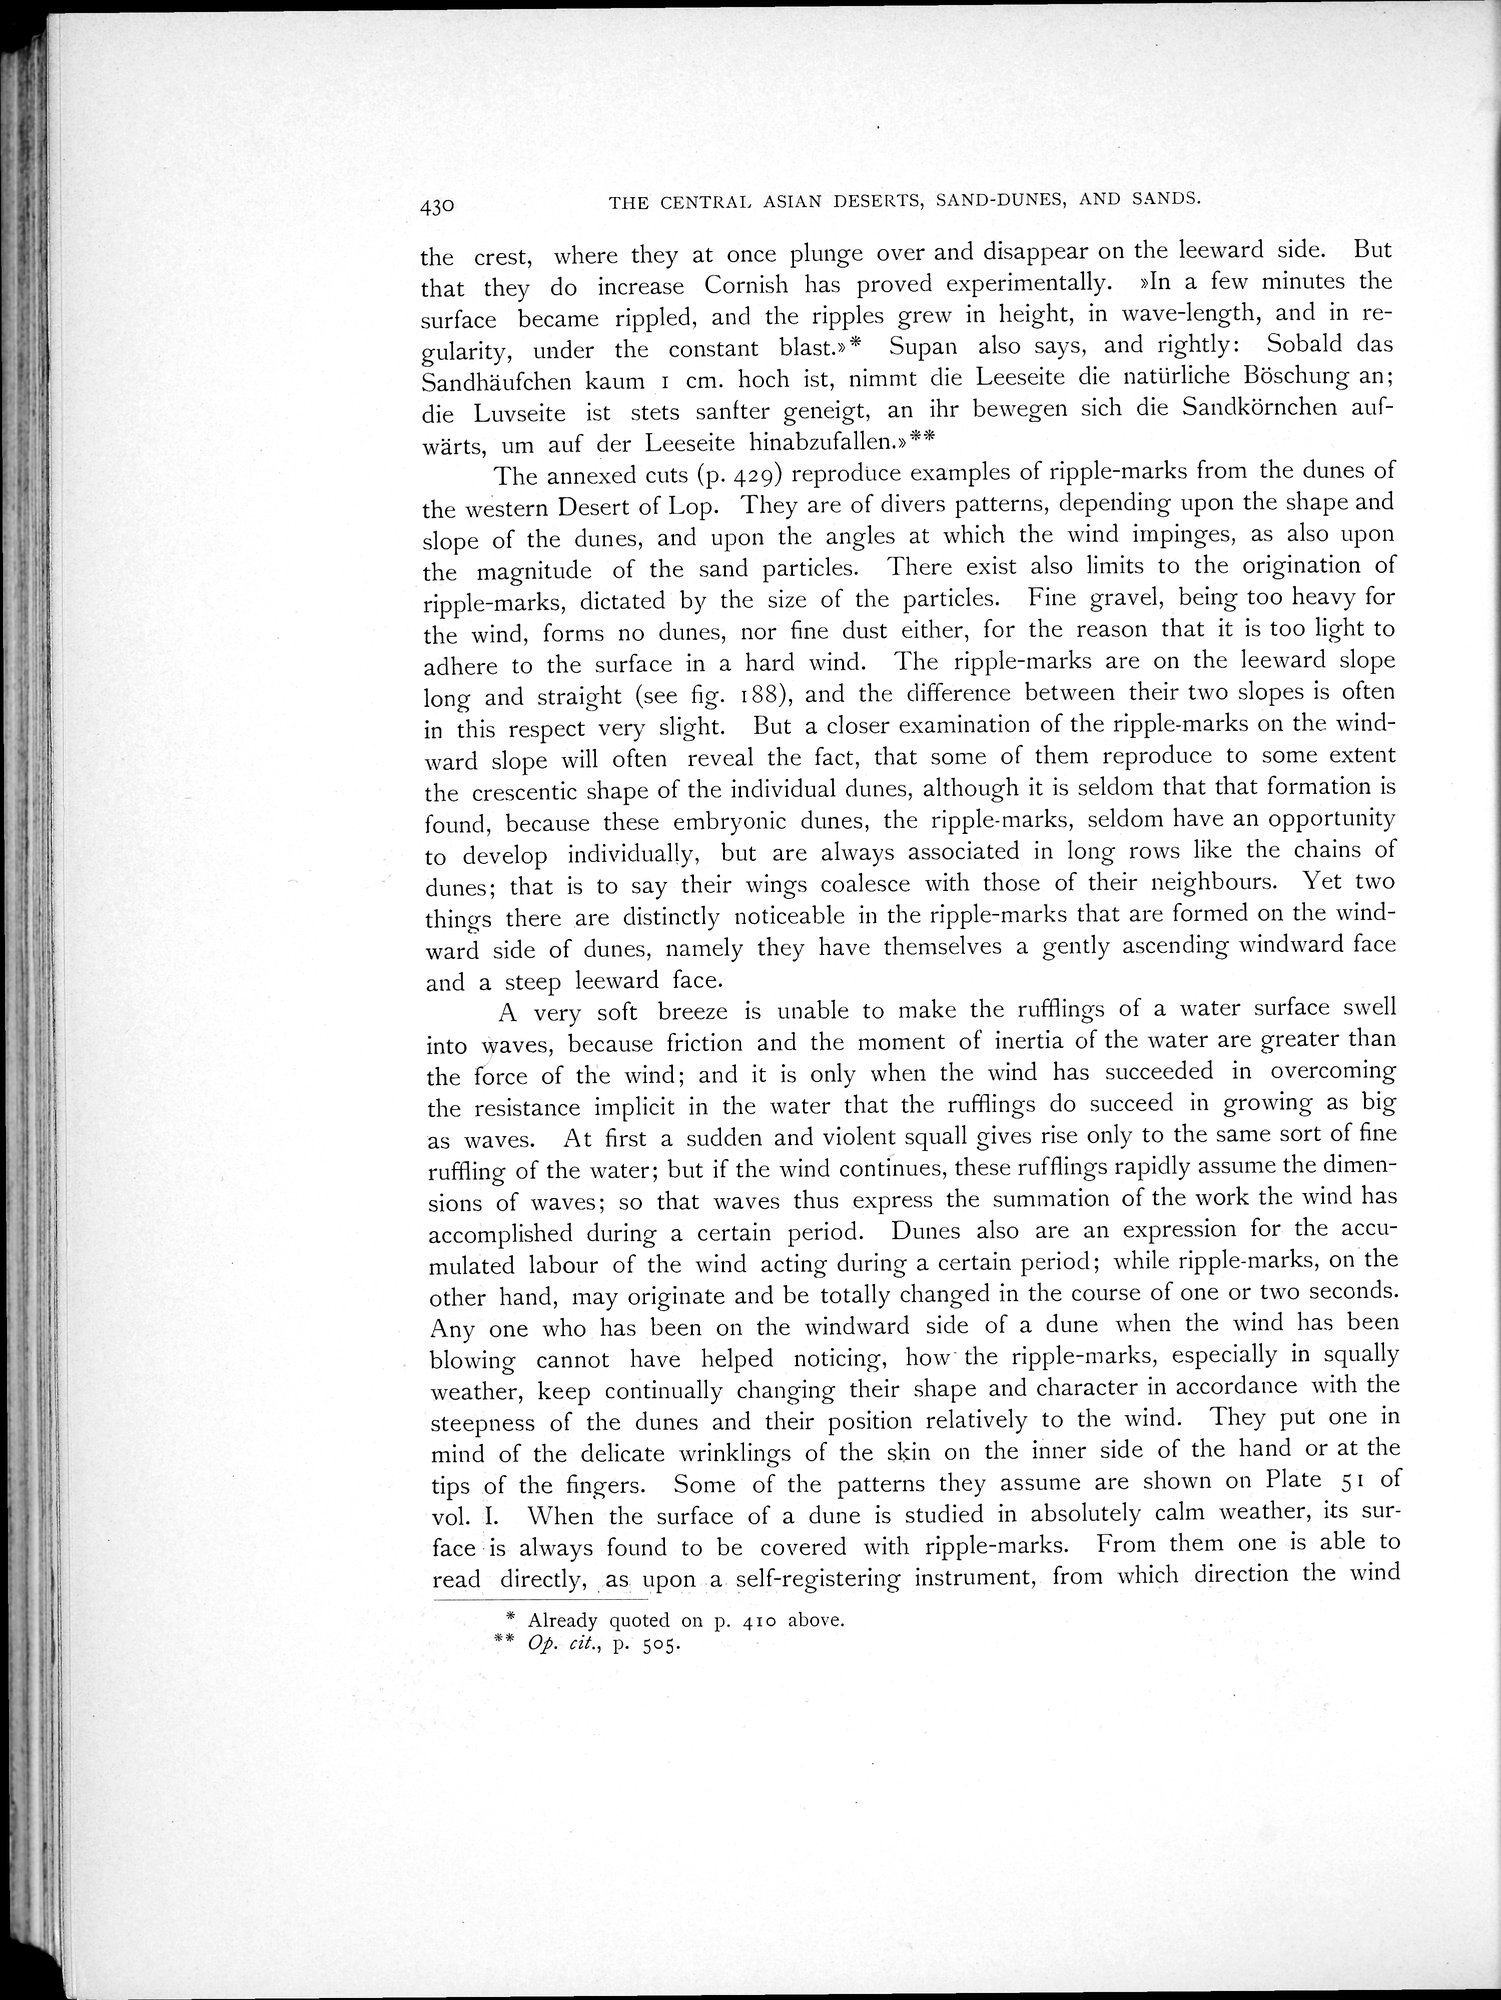 430 THE CENTRAL ASIAN DESERTS, SAND-DUNES, AND SANDS.
the crest, where they at once plunge over and disappear on the leeward side. But
that they do increase Cornish has proved experimentally. »In a few minutes the
surface became rippled, and the ripples grew in height, in wave-length, and in re-
gularity, under the constant blast.»* Supan also says, and rightly: Sobald das
Sandhäufchen kaum 1 cm. hoch ist, nimmt die Leeseite die natürliche Böschung an;
die Luvseite ist stets sanfter geneigt, an ihr bewegen sich die Sandkörnchen auf-
wärts, um auf der Leeseite hinabzufallen.»**
The annexed cuts (p. 429) reproduce examples of ripple-marks from the dunes of
the western Desert of Lop. They are of divers patterns, depending upon the shape and
slope of the dunes, and upon the angles at which the wind impinges, as also upon
the magnitude of the sand particles. There exist also limits to the origination of
ripple-marks, dictated by the size of the particles. Fine gravel, being too heavy for
the wind, forms no dunes, nor fine dust either, for the reason that it is too light to
adhere to the surface in a hard wind. The ripple-marks are on the leeward slope
long and straight (see fig. 188), and the difference between their two slopes is often
in this respect very slight. But a closer examination of the ripple-marks on the wind-
ward slope will often reveal the fact, that some of them reproduce to some extent
the crescentic shape of the individual dunes, although it is seldom that that formation is
found, because these embryonic dunes, the ripple-marks, seldom have an opportunity
to develop individually, but are always associated in long rows like the chains of
dunes; that is to say their wings coalesce with those of their neighbours. Yet two
things there are distinctly noticeable in the ripple-marks that are formed on the wind-
ward side of dunes, namely they have themselves a gently ascending windward face
and a steep leeward face.
A very soft breeze is unable to make the rufflings of a water surface swell
into waves, because friction and the moment of inertia of the water are greater than
the force of the wind; and it is only when the wind has succeeded in overcoming
the resistance implicit in the water that the rufflings do succeed in growing as big
as waves. At first a sudden and violent squall gives rise only to the same sort of fine
ruffling of the water; but if the wind continues, these rufflings rapidly assume the dimen-
sions of waves; so that waves thus express the summation of the work the wind has
accomplished during a certain period. Dunes also are an expression for the accu-
mulated labour of the wind acting during a certain period; while ripple-marks, on the
other hand, may originate and be totally changed in the course of one or two seconds.
Any one who has been on the windward side of a dune when the wind has been
blowing cannot have helped noticing, how the ripple-marks, especially in squally
weather, keep continually changing their shape and character in accordance with the
steepness of the dunes and their position relatively to the wind. They put one in
mind of the delicate wrinklings of the skin on the inner side of the hand or at the
tips of the fingers. Some of the patterns they assume are shown on Plate 51 of
vol. I. When the surface of a dune is studied in absolutely calm weather, its sur-
face is always found to be covered with ripple-marks. From them one is able to
read directly, as upon a self-registering instrument, from which direction the wind
* Already quoted on p. 410 above.
** Op. cit., p. 505.